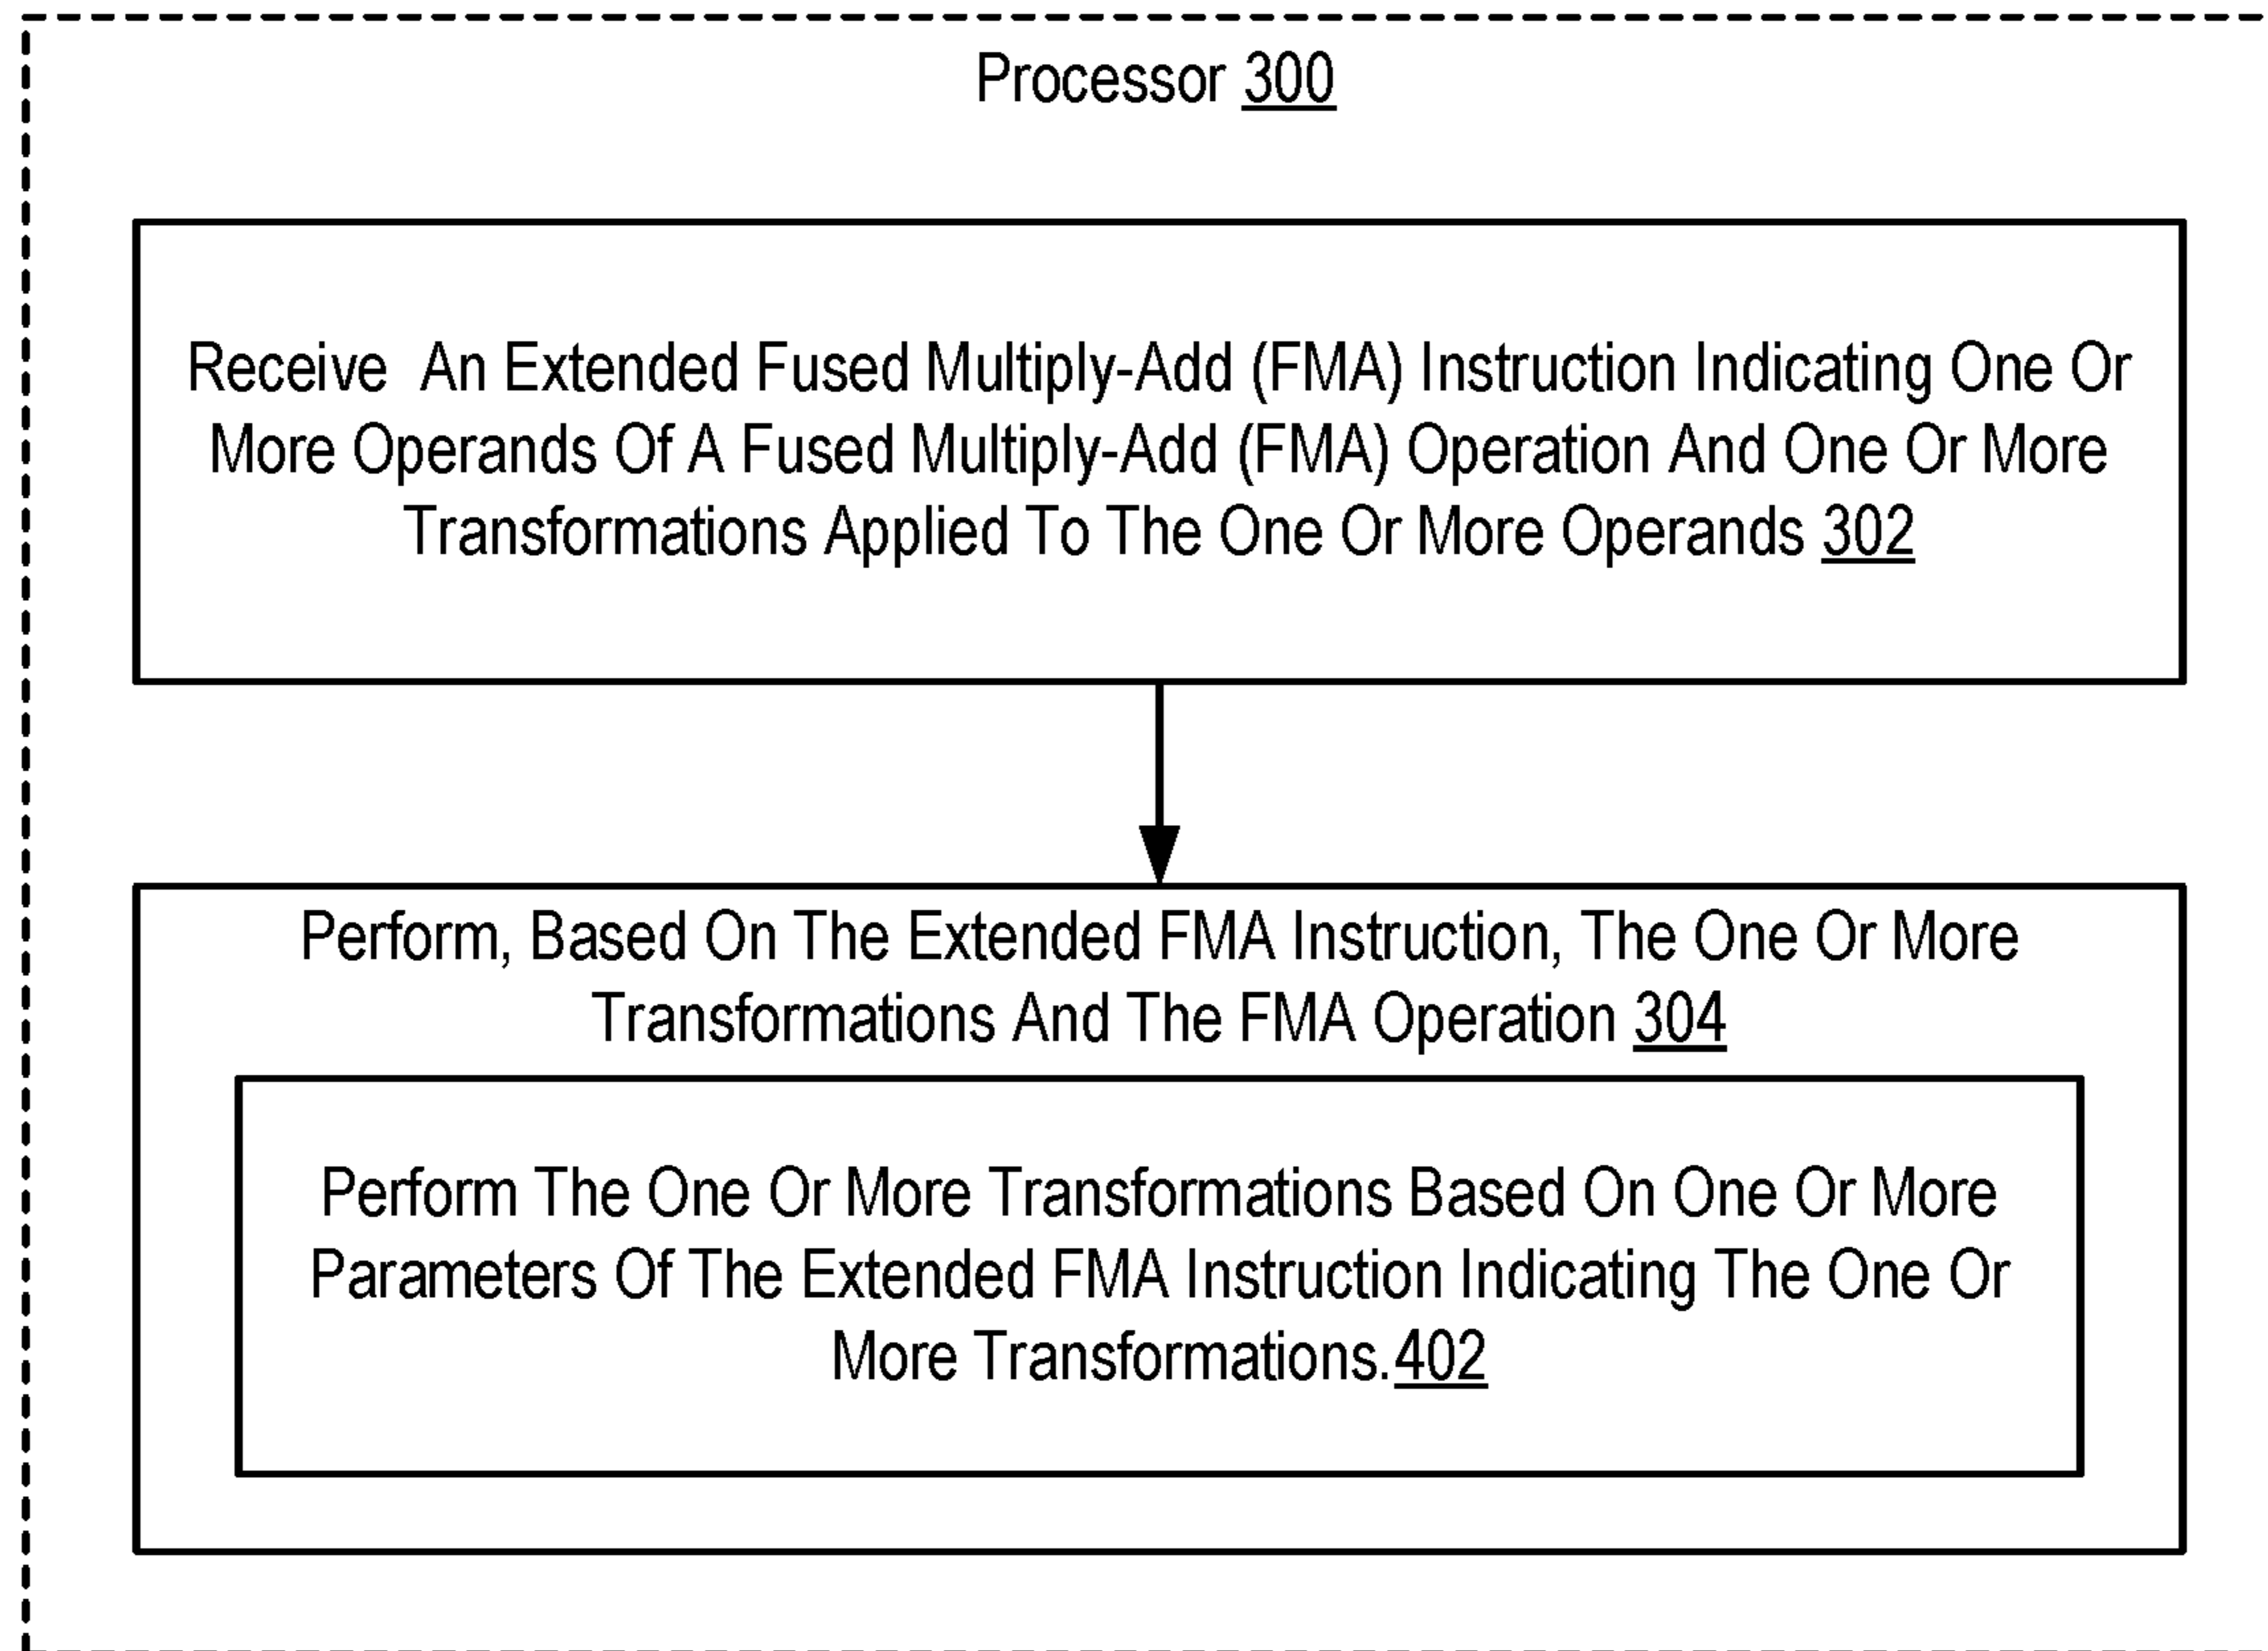 Processor 300
Receive An Extended Fused Multiply-Add (FMA) Instruction Indicating One Or
More Operands Of A Fused Multiply-Add (FMA) Operation And One Or More
Transformations Applied To The One Or More Operands 302
Perform, Based On The Extended FMA Instruction, The One Or More
Transformations And The FMA Operation 304
Perform The One Or More Transformations Based On One Or More
Parameters Of The Extended FMA Instruction Indicating The One Or
More Transformations.402